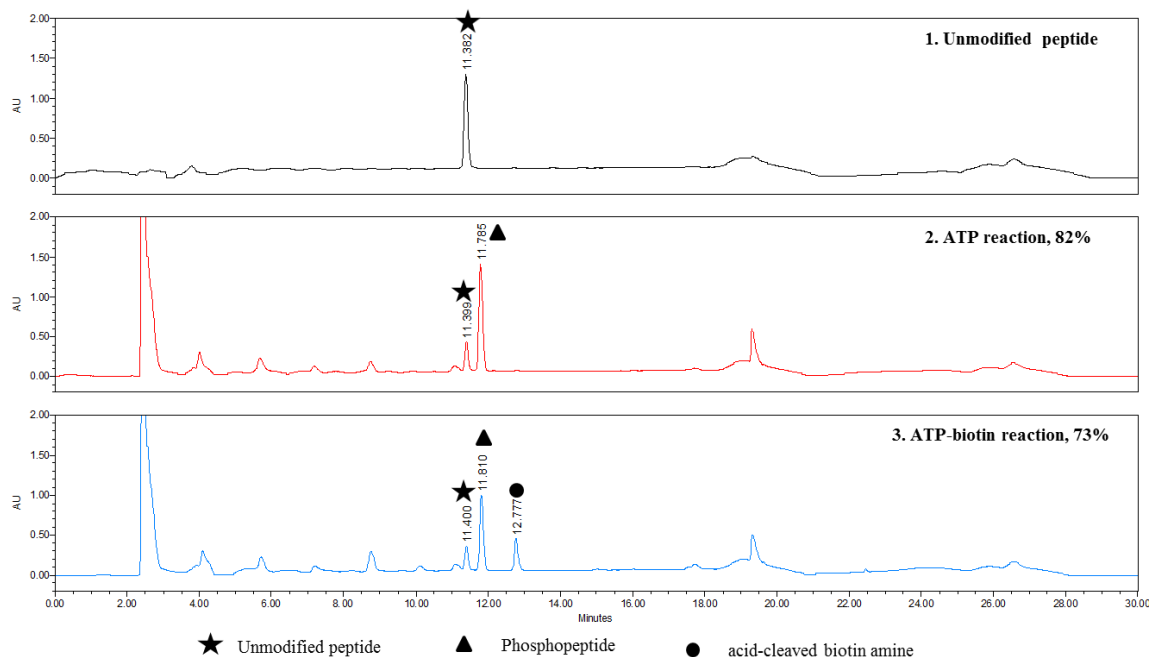 2.00
1.50
1.00
0.50
0.00
AU
11.382
1. Unmodified peptide
2.00
1.50
1.00
0.50
0.00
AU
11.399
11.785
2. ATP reaction, 82%
2.00
1.50
1.00
0.50
0.00
AU
11.400
11.810
12.777
3. ATP-biotin reaction, 73%
0.00 2.00 4.00 6.00 8.00 10.00 12.00 14.00 16.00 18.00 20.00 22.00 24.00 26.00 28.00 30.00
Minutes
Unmodified peptide Phosphopeptide acid-cleaved biotin amine